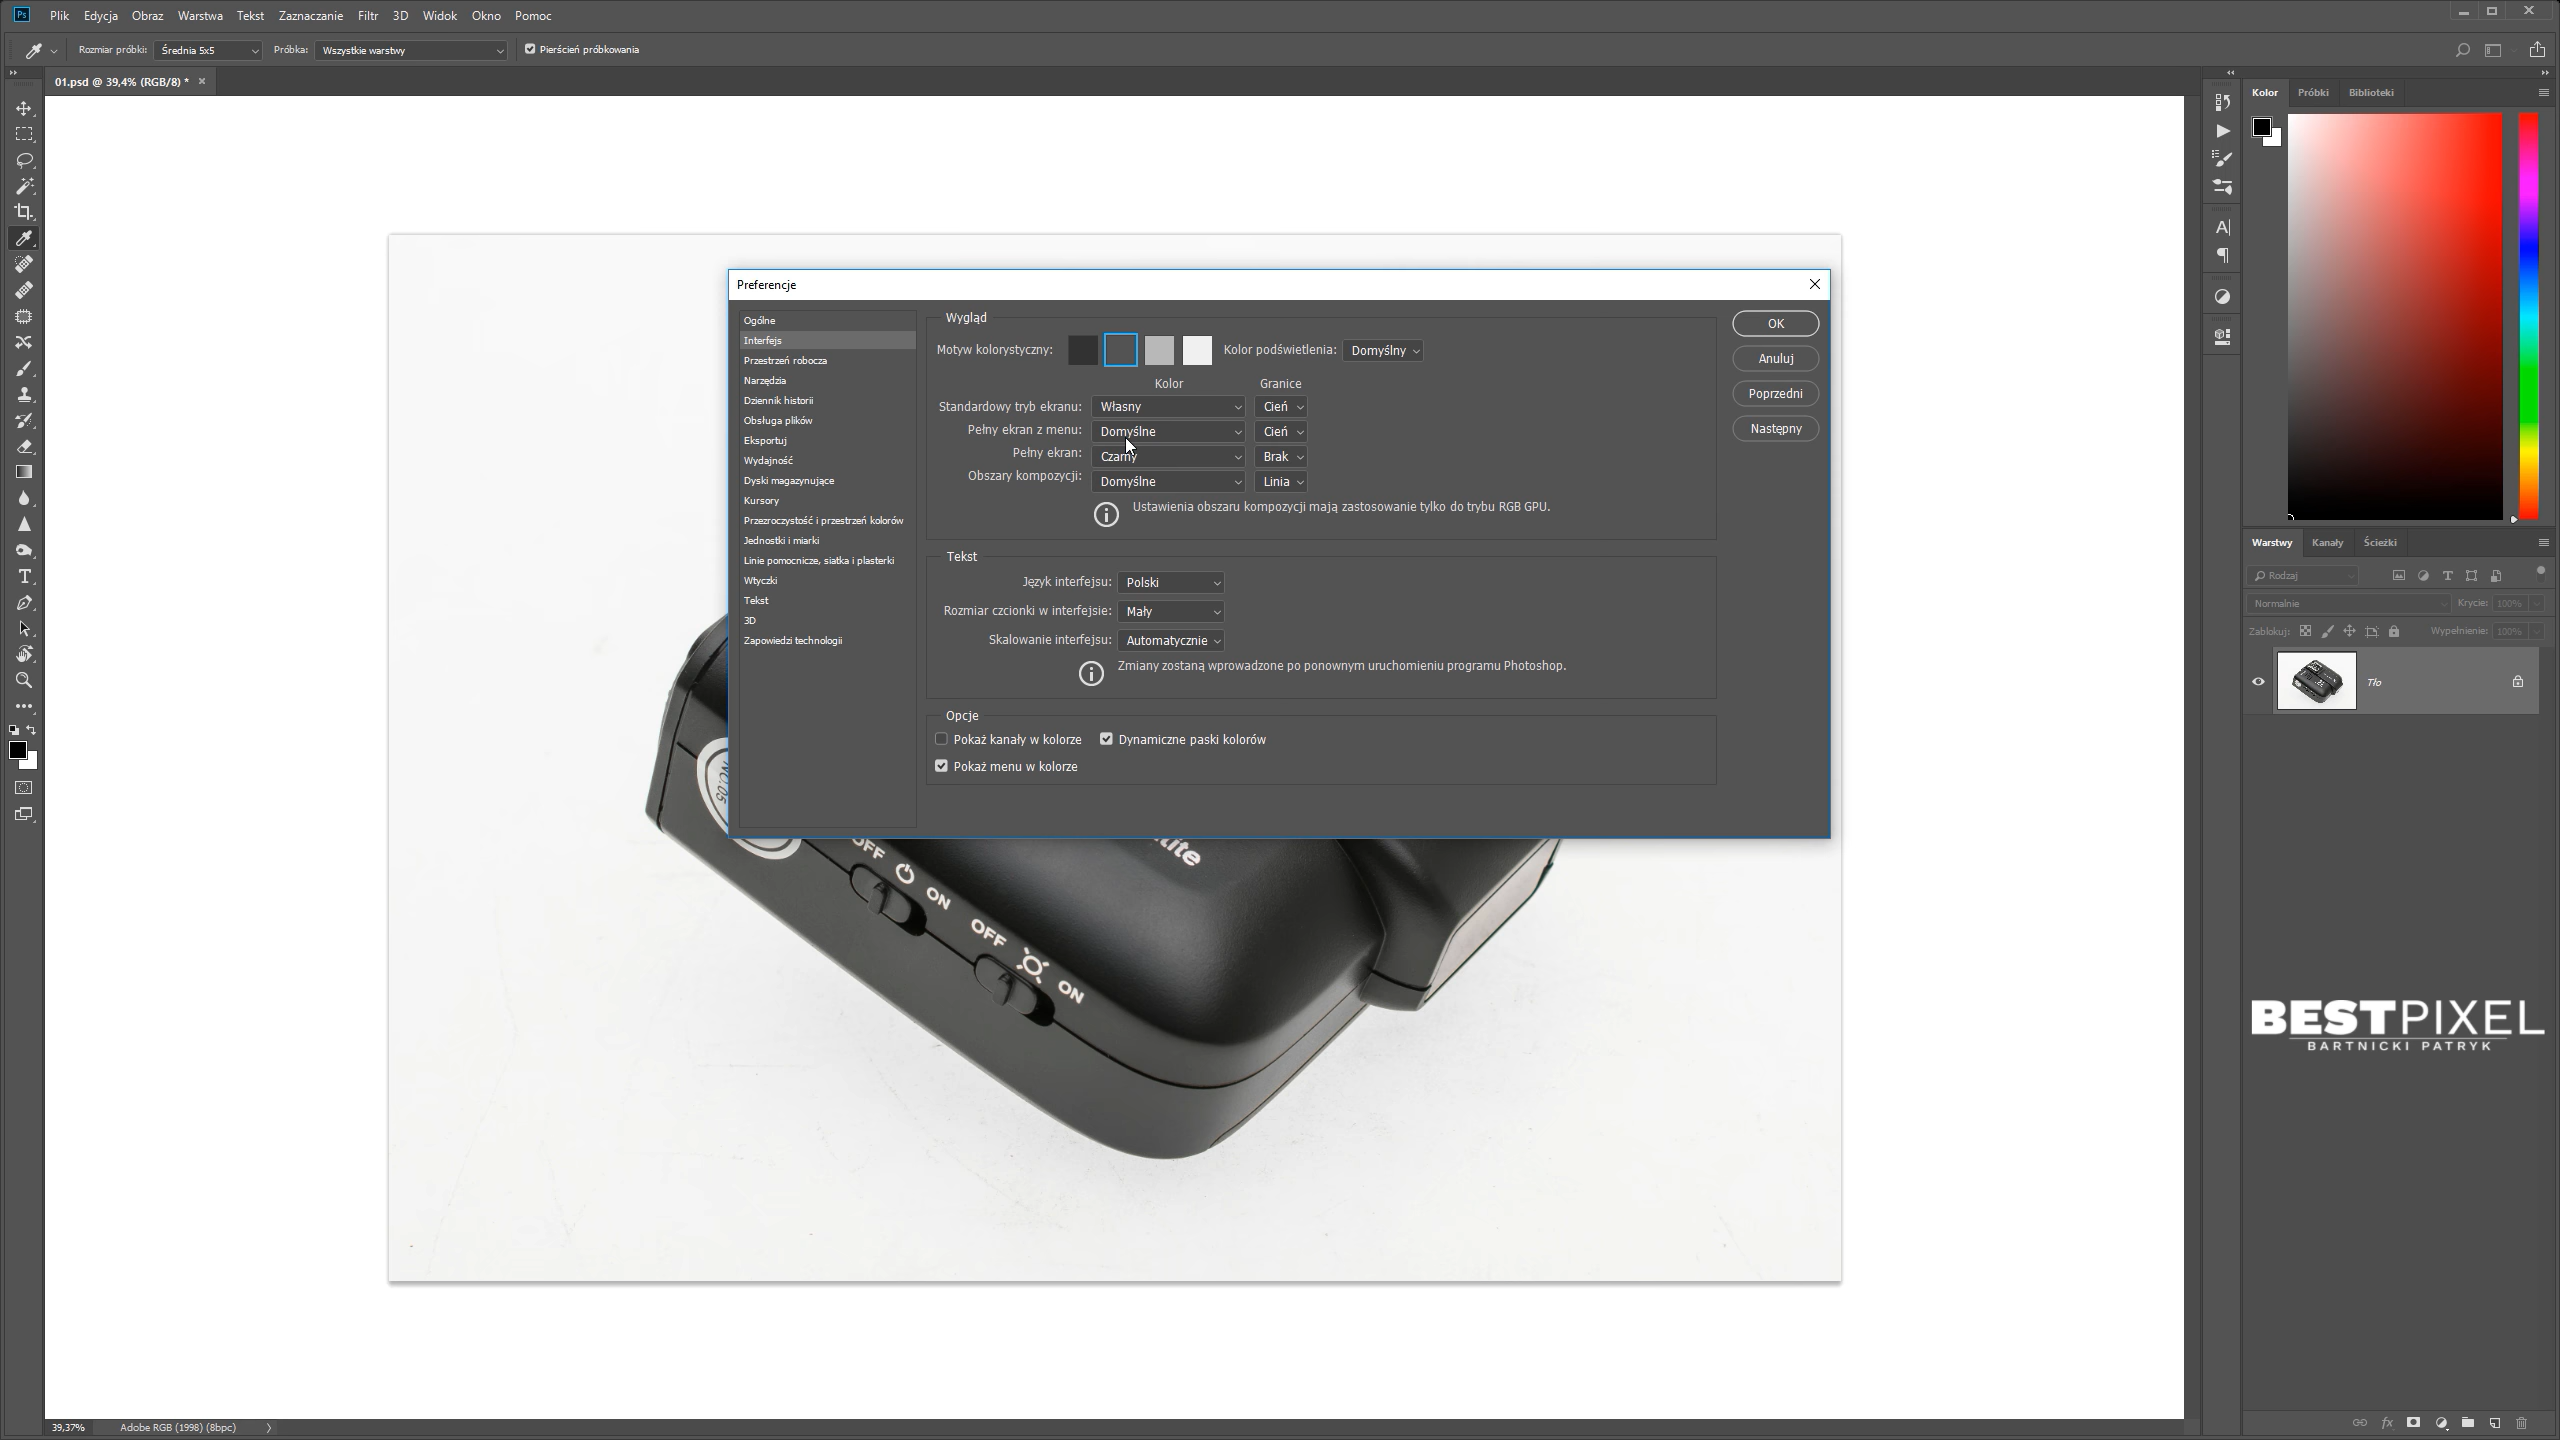 Ps Plik Edycja Obraz Warstwa Tekst Zaznaczanie Filtr 3D Widok Okno Pomoc
Rozmiar próbki: Średnia 5x5 Próbka: Wszystkie warstwy Pierścień próbkowania
01.psd @ 39,4% (RGB/8) *
Kolor Próbki Biblioteki
Preferencje
Ogólne
Interfejs
Przestrzeń robocza
Narzędzia
Dziennik historii
Obsługa plików
Eksportuj
Wydajność
Dyski magazynujące
Kursory
Przezroczystość i przestrzeń kolorów
Jednostki i miarki
Linie pomocnicze, siatka i plasterki
Wtyczki
Tekst
3D
Zapowiedzi technologii
Wygląd
Motyw kolorystyczny: Kolor podświetlenia: Domyślny
Kolor Granice
Standardowy tryb ekranu: Własny Cień
Pełny ekran z menu: Domyślne Cień
Pełny ekran: Czarny Brak
Obszary kompozycji: Domyślne Linia
Ustawienia obszaru kompozycji mają zastosowanie tylko do trybu RGB GPU.
Tekst
Język interfejsu: Polski
Rozmiar czcionki w interfejsie: Mały
Skalowanie interfejsu: Automatycznie
Zmiany zostaną wprowadzone po ponownym uruchomieniu programu Photoshop.
Opcje
Pokaż kanały w kolorze Dynamiczne paski kolorów
Pokaż menu w kolorze
OK
Anuluj
Poprzedni
Następny
NO.05
OFF ON
OFF ON
Warstwy Kanały Ścieżki
Rodzaj
Normalnie Krycie: 100%
Zablokuj: Wypełnienie: 100%
Tło
BESTPIXEL
BARTNICKI PATRYK
fx
39,37% Adobe RGB (1998) (8bpc)